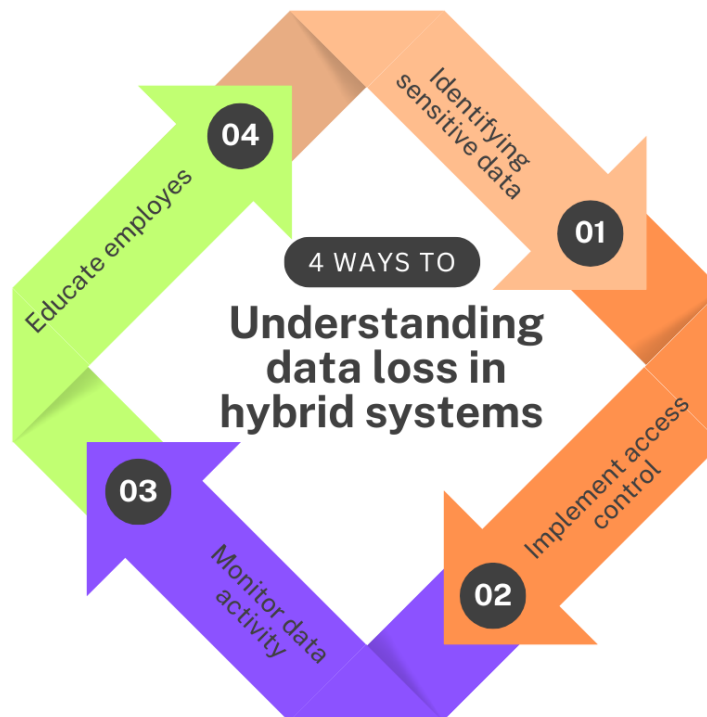 4 WAYS TO
Understanding
data loss in
hybrid systems
Identifying
sensitive data
01
Implement access
control
02
Monitor data
activity
03
Educate employes
04